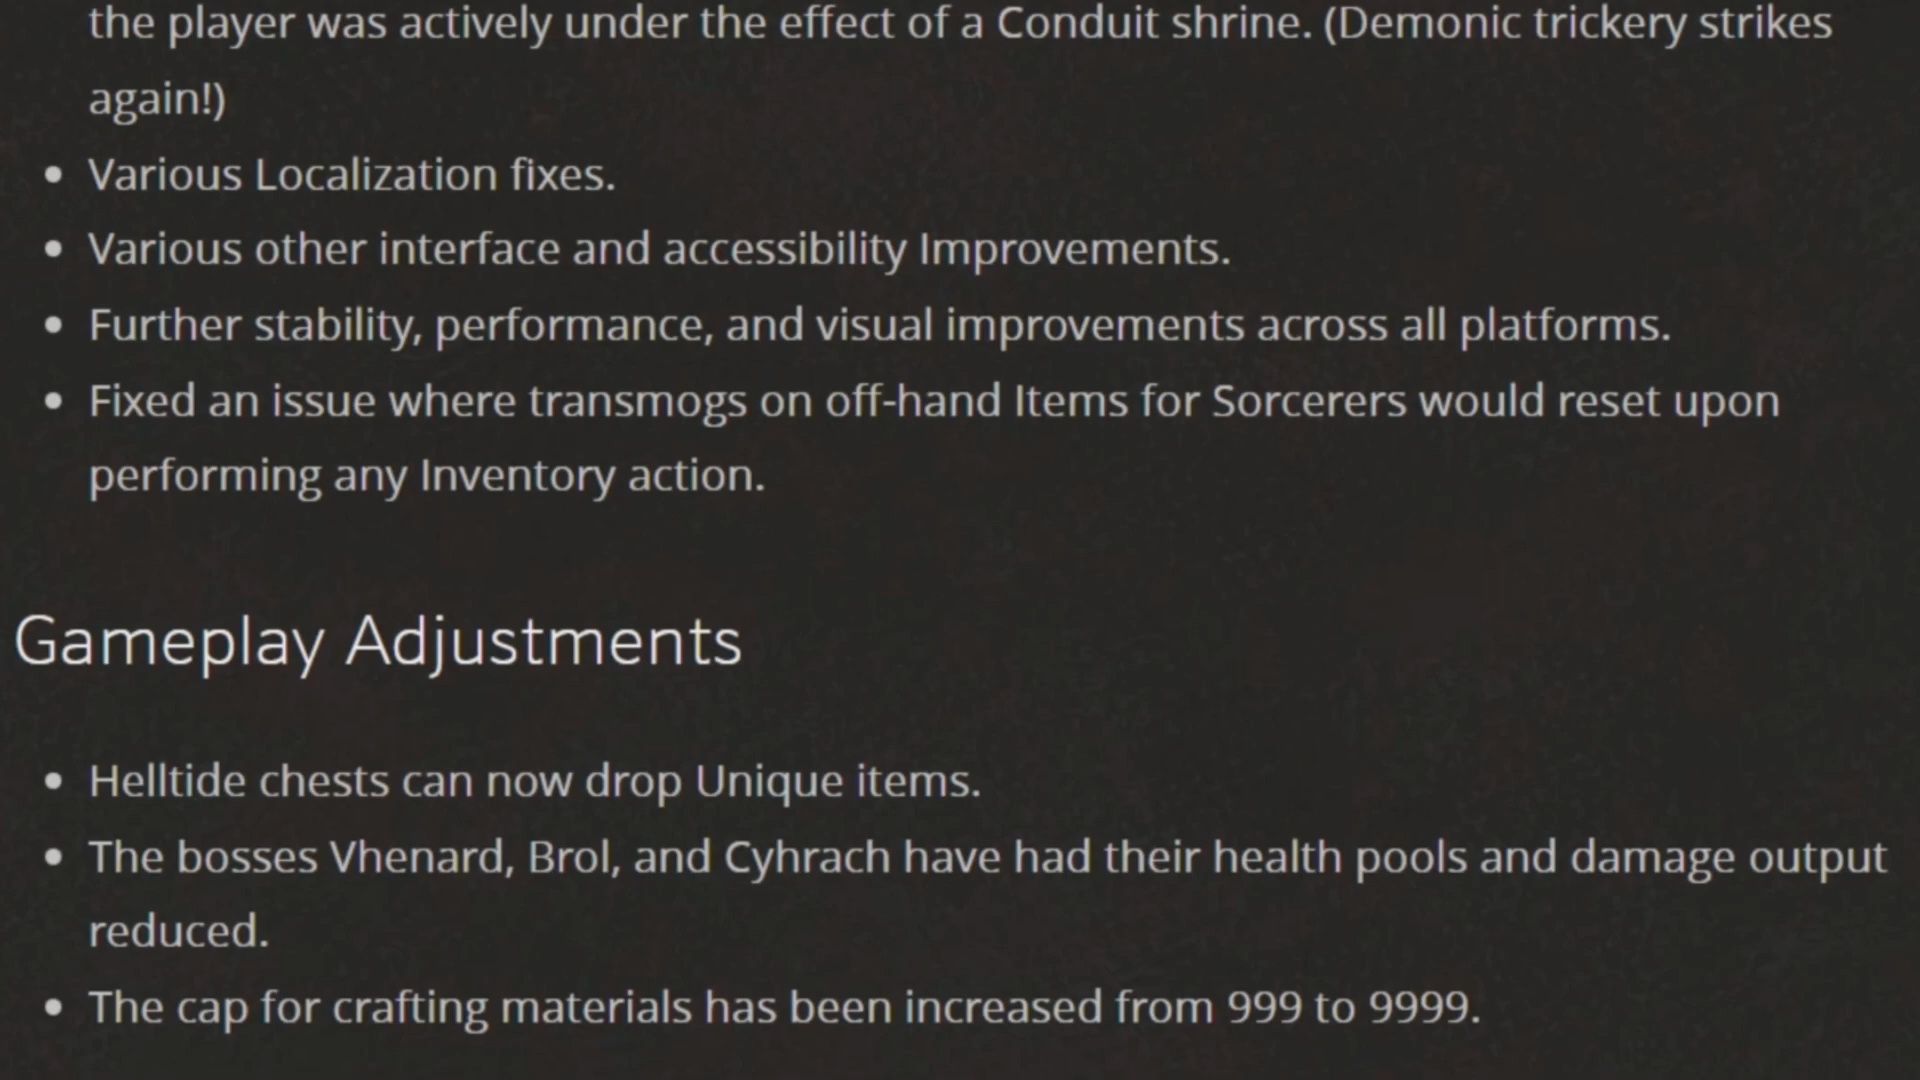 the player was actively under the effect of a Conduit shrine. (Demonic trickery strikes
again!)
• Various Localization fixes.
• Various other interface and accessibility Improvements.
• Further stability, performance, and visual improvements across all platforms.
• Fixed an issue where transmogs on off-hand Items for Sorcerers would reset upon
performing any Inventory action.
Gameplay Adjustments
• Helltide chests can now drop Unique items.
• The bosses Vhenard, Brol, and Cyhrach have had their health pools and damage output
reduced.
• The cap for crafting materials has been increased from 999 to 9999.